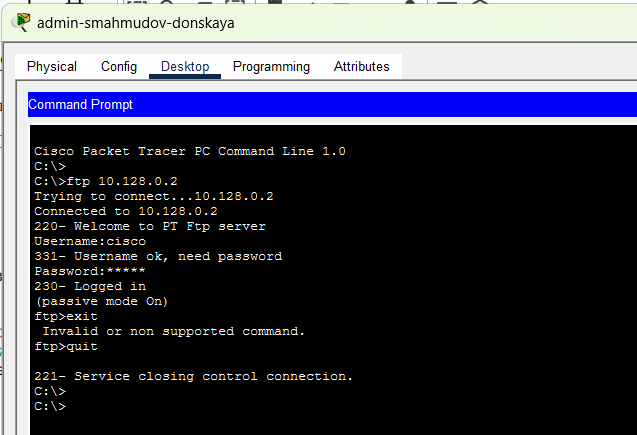 admin-smahmudov-donskaya
Physical Config Desktop Programming Attributes
Command Prompt
Cisco Packet Tracer PC Command Line 1.0
C:\>
C:\>ftp 10.128.0.2
Trying to connect...10.128.0.2
Connected to 10.128.0.2
220- Welcome to PT Ftp server
Username:cisco
331- Username ok, need password
Password:*****
230- Logged in
(passive mode On)
ftp>exit
 Invalid or non supported command.
ftp>quit
221- Service closing control connection.
C:\>
C:\>